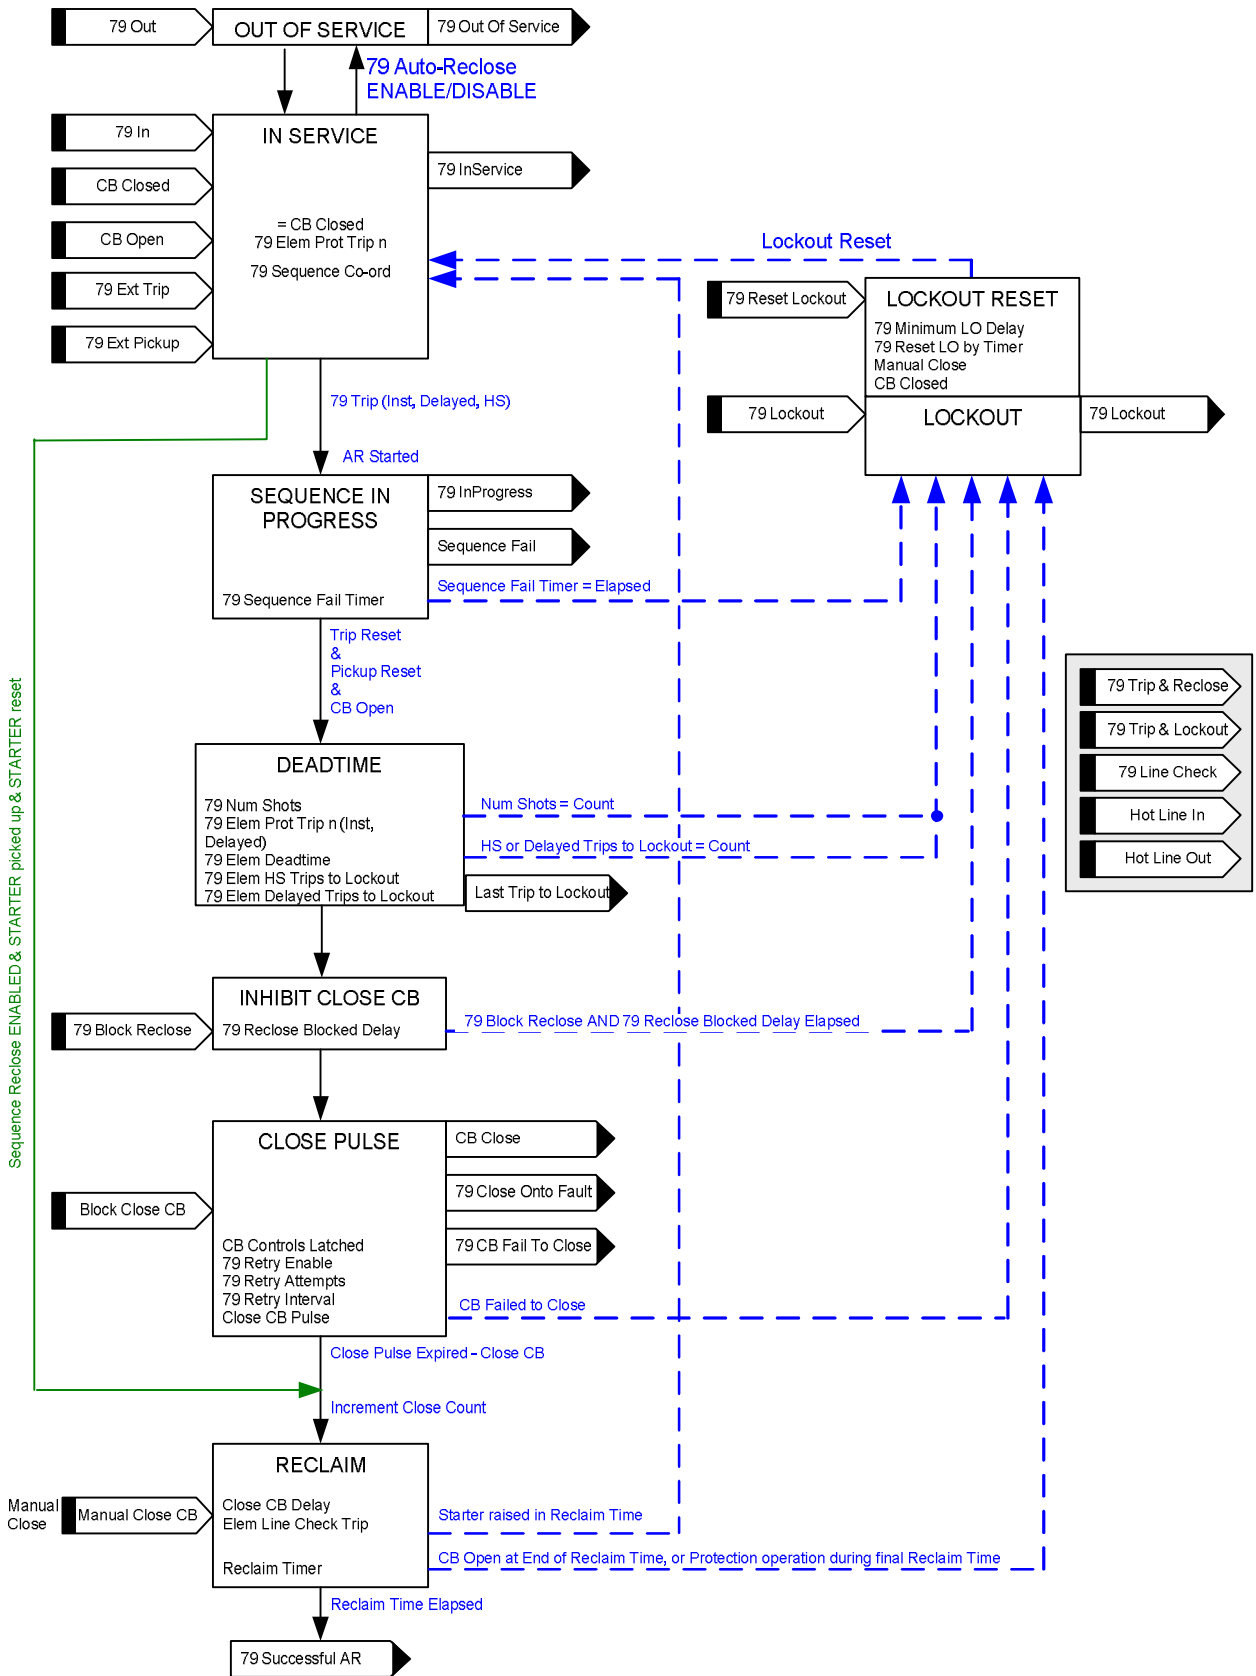 79 Out
OUT OF SERVICE
79 Out Of Service
79 Auto-Reclose
ENABLE/DISABLE
79 In
CB Closed
CB Open
79 Ext Trip
79 Ext Pickup
IN SERVICE
= CB Closed
79 Elem Prot Trip n
79 Sequence Co-ord
79 InService
Lockout Reset
79 Reset Lockout
LOCKOUT RESET
79 Minimum LO Delay
79 Reset LO by Timer
Manual Close
CB Closed
79 Lockout
LOCKOUT
79 Lockout
79 Trip (Inst, Delayed, HS)
AR Started
SEQUENCE IN
PROGRESS
79 Sequence Fail Timer
79 InProgress
Sequence Fail
Sequence Fail Timer = Elapsed
Trip Reset
&
Pickup Reset
&
CB Open
79 Trip & Reclose
79 Trip & Lockout
79 Line Check
Hot Line In
Hot Line Out
DEADTIME
79 Num Shots
79 Elem Prot Trip n (Inst,
Delayed)
79 Elem Deadtime
79 Elem HS Trips to Lockout
79 Elem Delayed Trips to Lockout
Num Shots = Count
HS or Delayed Trips to Lockout = Count
Last Trip to Lockout
Sequence Reclose ENABLED & STARTER picked up & STARTER reset
79 Block Reclose
INHIBIT CLOSE CB
79 Reclose Blocked Delay
79 Block Reclose AND 79 Reclose Blocked Delay Elapsed
Block Close CB
CLOSE PULSE
CB Controls Latched
79 Retry Enable
79 Retry Attempts
79 Retry Interval
Close CB Pulse
CB Close
79 Close Onto Fault
79 CB Fail To Close
CB Failed to Close
Close Pulse Expired - Close CB
Increment Close Count
Manual
Close
Manual Close CB
RECLAIM
Close CB Delay
Elem Line Check Trip
Reclaim Timer
Starter raised in Reclaim Time
CB Open at End of Reclaim Time, or Protection operation during final Reclaim Time
Reclaim Time Elapsed
79 Successful AR